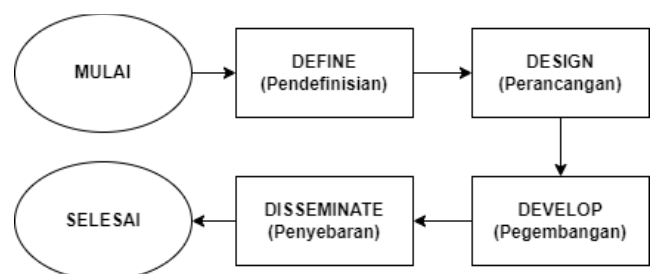 MULAI
DEFINE
(Pendefinisian)
DESIGN
(Perancangan)
DEVELOP
(Pegembangan)
DISSEMINATE
(Penyebaran)
SELESAI